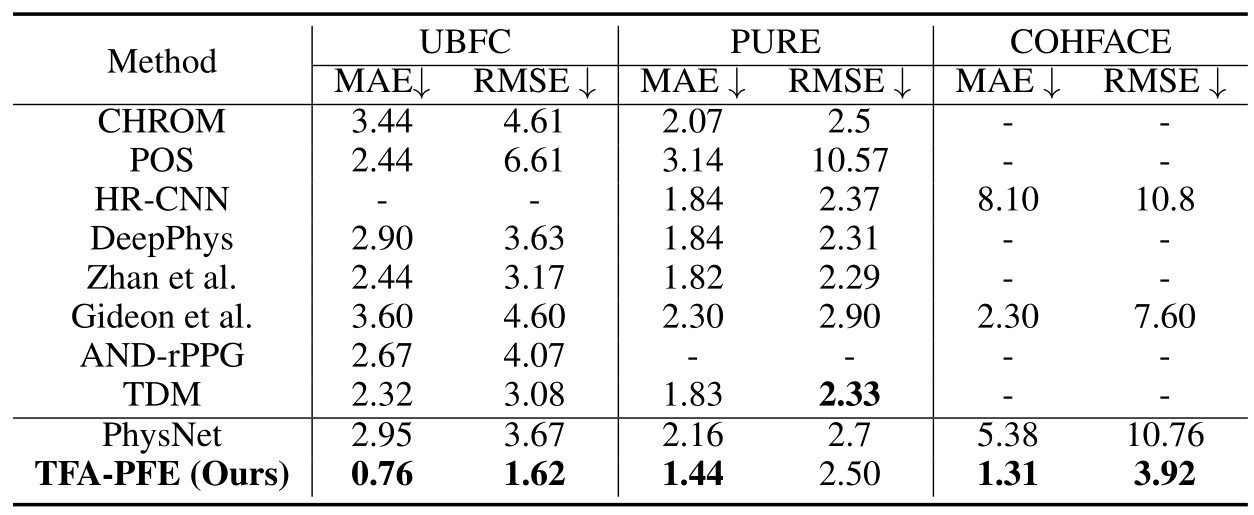 Method UBFC PURE COHFACE
MAE↓ RMSE ↓ MAE ↓ RMSE ↓ MAE ↓ RMSE ↓
CHROM 3.44 4.61 2.07 2.5 - -
POS 2.44 6.61 3.14 10.57 - -
HR-CNN - - 1.84 2.37 8.10 10.8
DeepPhys 2.90 3.63 1.84 2.31 - -
Zhan et al. 2.44 3.17 1.82 2.29 - -
Gideon et al. 3.60 4.60 2.30 2.90 2.30 7.60
AND-rPPG 2.67 4.07 - - - -
TDM 2.32 3.08 1.83 2.33 - -
PhysNet 2.95 3.67 2.16 2.7 5.38 10.76
TFA-PFE (Ours) 0.76 1.62 1.44 2.50 1.31 3.92